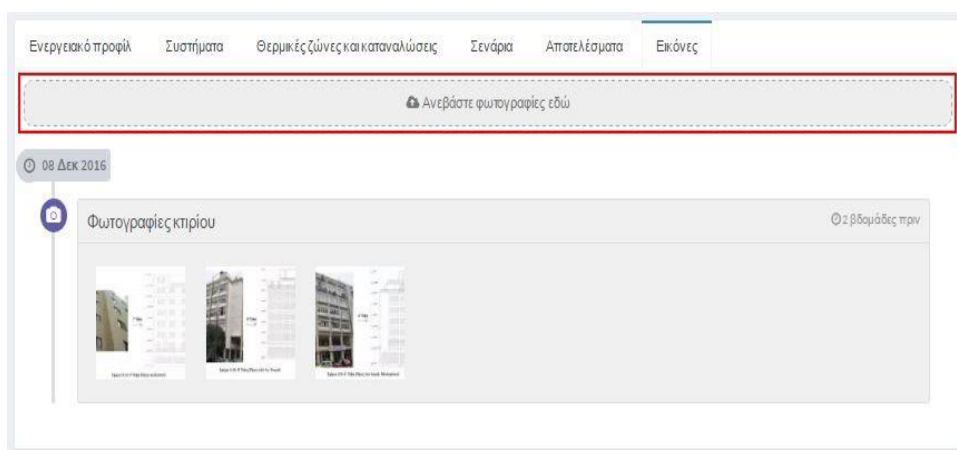 Ενεργειακό προφίλ Συστήματα Θερμικές ζώνες και καταναλώσεις Σενάρια Αποτελέσματα Εικόνες
Ανεβάστε φωτογραφίες εδώ
08 Δεκ 2016
Φωτογραφίες κτιρίου 2 βδομάδες πριν